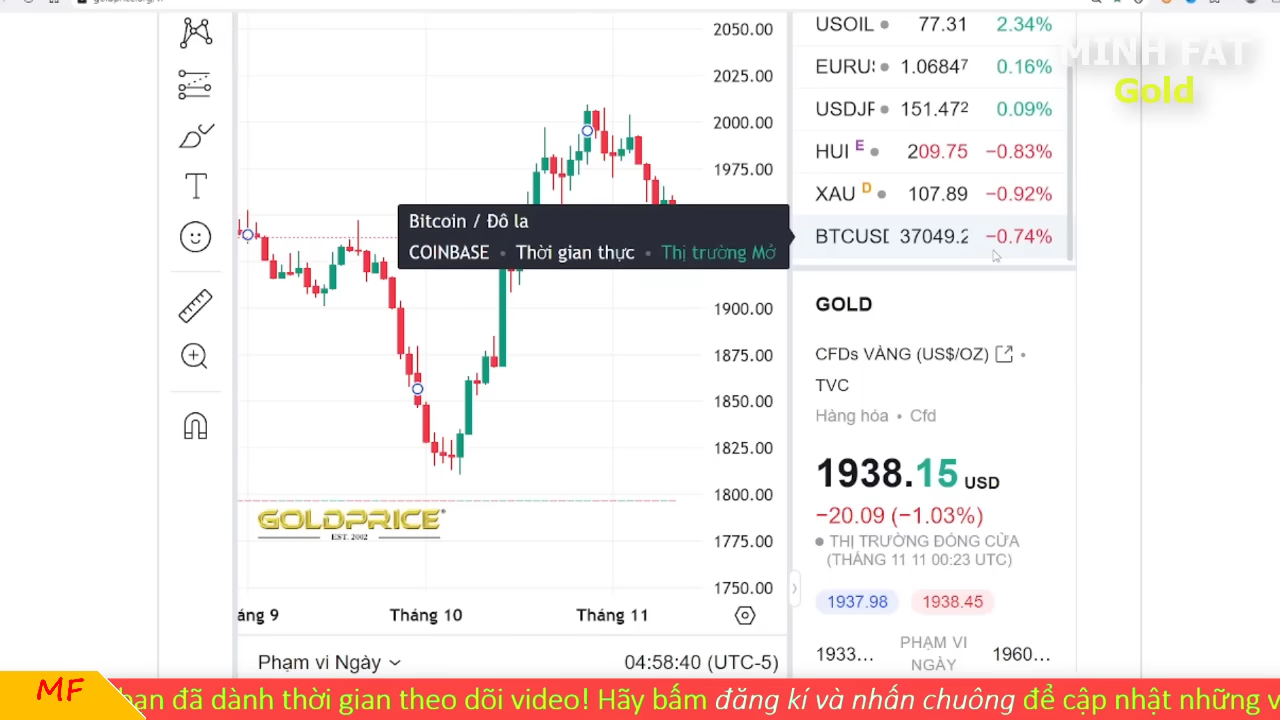 2050.00
2025.00
2000.00
1975.00
1900.00
1875.00
1850.00
1825.00
1800.00
1775.00
1750.00
Bitcoin / Đô la
COINBASE • Thời gian thực • Thị trường Mở
GOLDPRICE
EST. 2002
áng 9 Tháng 10 Tháng 11
Phạm vi Ngày 04:58:40 (UTC-5)
USOIL 77.31 2.34%
EURUS 1.06847 0.16%
USDJP 151.472 0.09%
HUI E 209.75 −0.83%
XAU D 107.89 −0.92%
BTCUSD 37049.2 −0.74%
MINH FAT
Gold
GOLD
CFDs VÀNG (US$/OZ) •
TVC
Hàng hóa • Cfd
1938.15 USD
−20.09 (−1.03%)
THỊ TRƯỜNG ĐÓNG CỬA
(THÁNG 11 11 00:23 UTC)
1937.98 1938.45
1933... PHẠM VI NGÀY 1960...
MF
bạn đã dành thời gian theo dõi video! Hãy bấm đăng kí và nhấn chuông để cập nhật những v